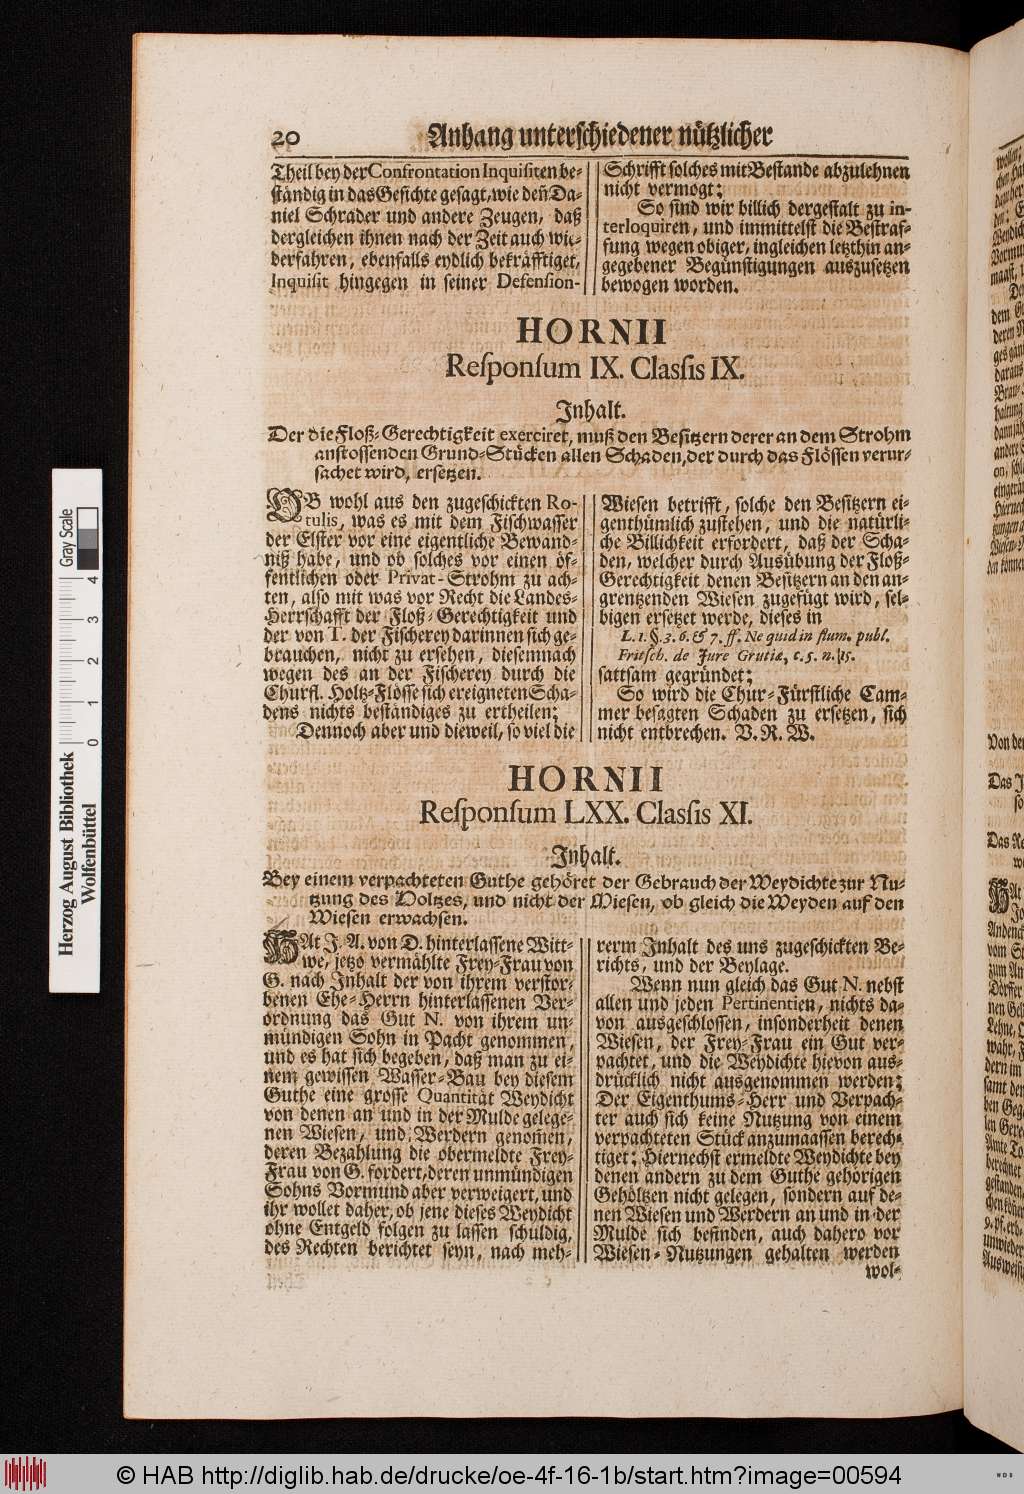 20 Anhang unterschiedener nützlicher
Theil bey der Confrontation Inquisiten be-
ständig in das Gesichte gesagt, wie deñ Da-
niel Schrader und andere Zeugen, daß
dergleichen ihnen nach der Zeit auch wie-
derfahren, ebenfalls eydlich bekräfftiget,
Inquisit hingegen in seiner Defension-
Schrifft solches mit Bestande abzulehnen
nicht vermogt;
So sind wir billich dergestalt zu in-
terloquiren, und immittelst die Bestraf-
fung wegen obiger, ingleichen letzthin an-
gegebener Begünstigungen auszusetzen
bewogen worden.
HORNII
Responsum IX. Classis IX.
Inhalt.
Der die Floß-Gerechtigkeit exerciret, muß den Besitzern derer an dem Strohm
anstossenden Grund-Stücken allen Schaden, der durch das Flössen verur-
sachet wird, ersetzen.
OB wohl aus den zugeschickten Ro-
tulis, was es mit dem Fischwasser
der Elster vor eine eigentliche Bewand-
niß habe, und ob solches vor einen öf-
fentlichen oder Privat-Strohm zu ach-
ten, also mit was vor Recht die Landes-
Herrschafft der Floß-Gerechtigkeit und
der von T. der Fischerey darinnen sich ge-
brauchen, nicht zu ersehen, diesemnach
wegen des an der Fischerey durch die
Churfl. Holtz-Flösse sich ereigneten Scha-
dens nichts beständiges zu ertheilen;
Dennoch aber und dieweil, so viel die
Wiesen betrifft, solche den Besitzern ei-
genthümlich zustehen, und die natürli-
che Billichkeit erfordert, daß der Scha-
den, welcher durch Ausübung der Floß-
Gerechtigkeit denen Besitzern an den an-
grentzenden Wiesen zugefügt wird, sel-
bigen ersetzet werde, dieses in
L. 1. §. 3. 6. & 7. ff. Ne quid in flum. publ.
Fritsch. de Jure Grutiæ, c. 5. n. 15.
sattsam gegründet;
So wird die Chur-Fürstliche Cam-
mer besagten Schaden zu ersetzen, sich
nicht entbrechen. V. R. W.
HORNII
Responsum LXX. Classis XI.
Inhalt.
Bey einem verpachteten Guthe gehöret der Gebrauch der Weydichte zur Nu-
tzung des Holtzes, und nicht der Wiesen, ob gleich die Weyden auf den
Wiesen erwachsen.
HAt J. A. von D. hinterlassene Witt-
we, jetzo vermählte Frey-Frau von
G. nach Inhalt der von ihrem verstor-
benen Ehe-Herrn hinterlassenen Ver-
ordnung das Gut N. von ihrem un-
mündigen Sohn in Pacht genommen,
und es hat sich begeben, daß man zu ei-
nem gewissen Wasser-Bau bey diesem
Guthe eine grosse Quantität Weydicht
von denen an und in der Mulde gelege-
nen Wiesen, und Werdern genom̃en,
deren Bezahlung die obermeldte Frey-
Frau von G. fordert, deren unmündigen
Sohns Vormund aber verweigert, und
ihr wollet daher, ob jene dieses Weydicht
ohne Entgeld folgen zu lassen schuldig,
des Rechten berichtet seyn, nach meh-
rerm Inhalt des uns zugeschickten Be-
richts, und der Beylage.
Wenn nun gleich das Gut N. nebst
allen und jeden Pertinentien, nichts da-
von ausgeschlossen, insonderheit denen
Wiesen, der Frey-Frau ein Gut ver-
pachtet, und die Weydichte hievon aus-
drücklich nicht ausgenommen werden;
Der Eigenthums-Herr und Verpach-
ter auch sich keine Nutzung von einem
verpachteten Stück anzumaassen berech-
tiget; Hiernechst ermeldte Weydichte bey
denen andern zu dem Guthe gehörigen
Gehöltzen nicht gelegen, sondern auf de-
nen Wiesen und Werdern an und in der
Mulde sich befinden, auch dahero vor
Wiesen-Nutzungen gehalten werden
wol-
Herzog August Bibliothek
Wolfenbüttel
0 1 2 3 4
Gray Scale
© HAB http://diglib.hab.de/drucke/oe-4f-16-1b/start.htm?image=00594